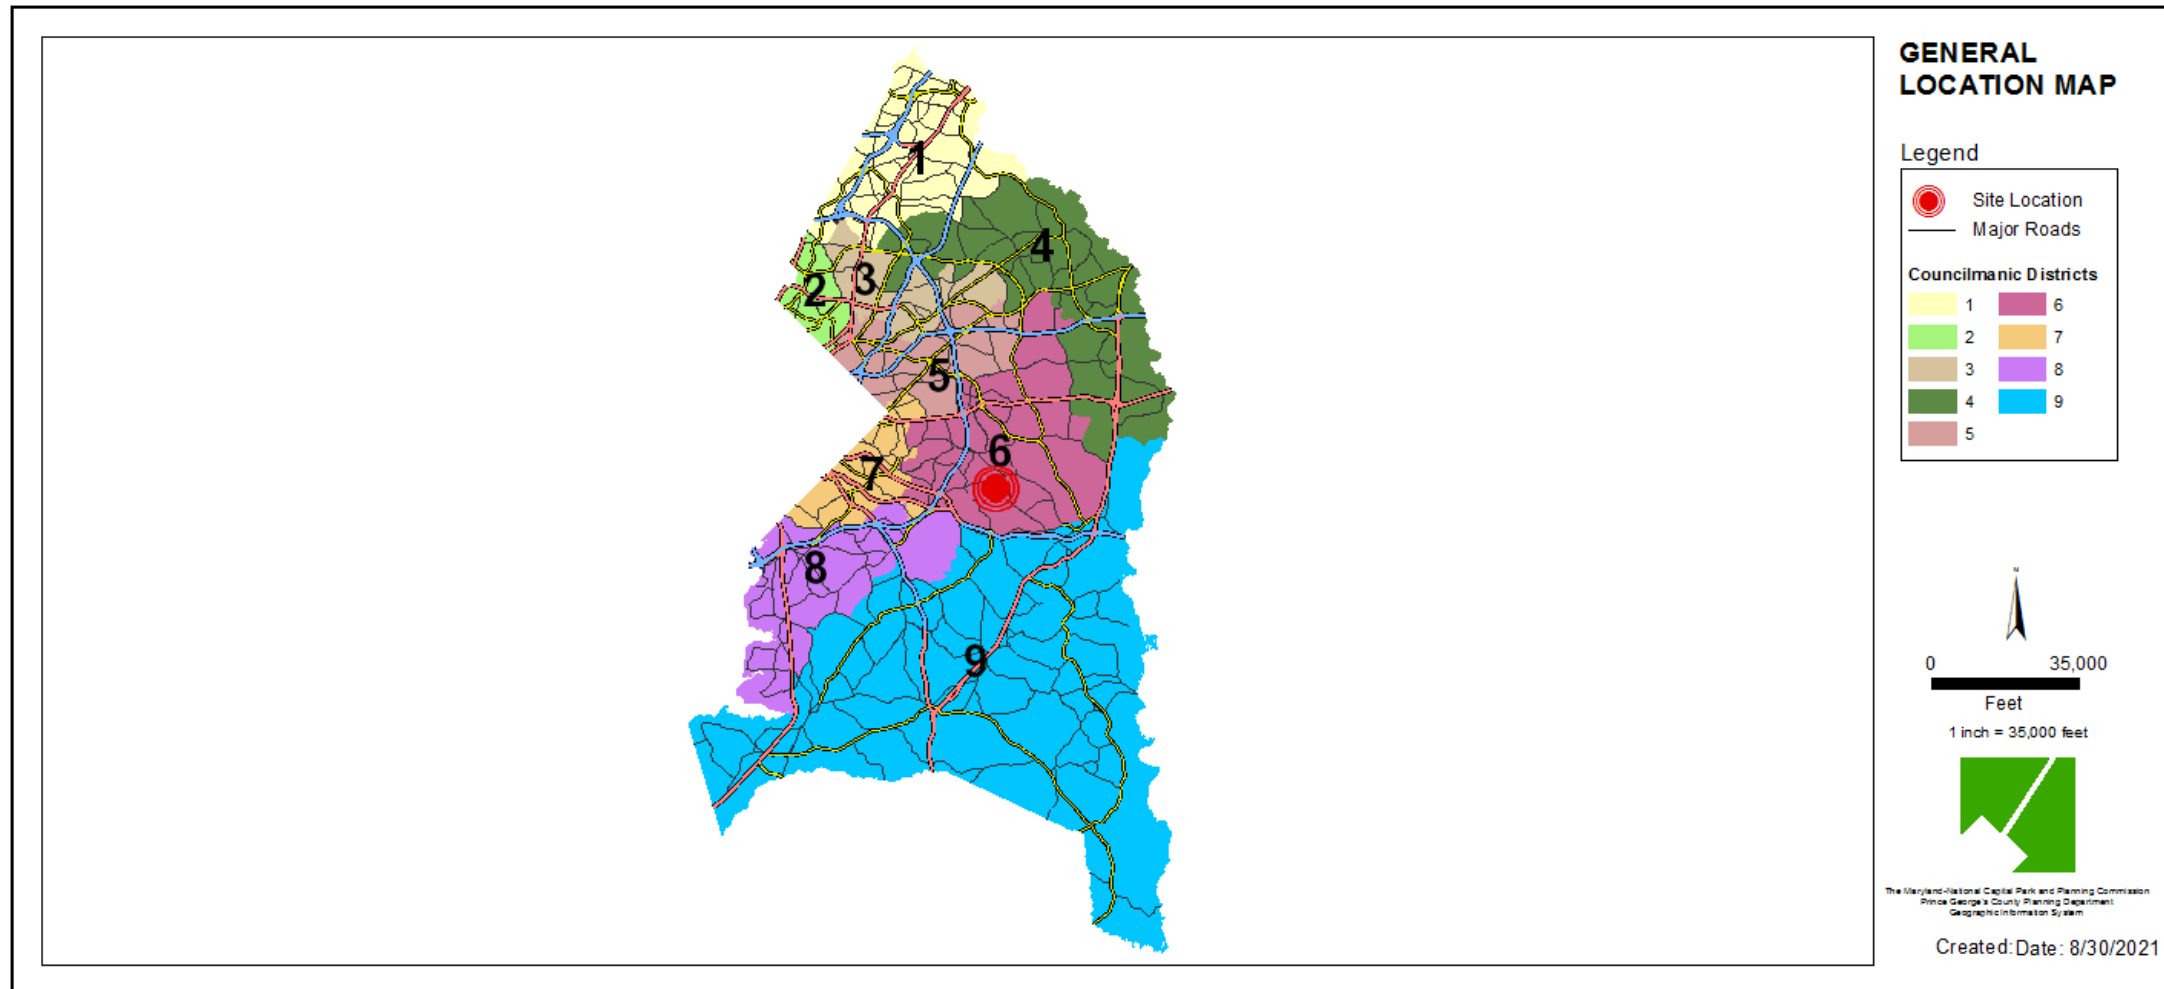 GENERAL
LOCATION MAP
Legend
Site Location
Major Roads
Councilmanic Districts
1 6
2 7
3 8
4 9
5
1
4
3
2
5
6
7
8
9
N
0 35,000
Feet
1 inch = 35,000 feet
The Maryland-National Capital Park and Planning Commission
Prince George's County Planning Department
Geographic Information System
Created: Date: 8/30/2021